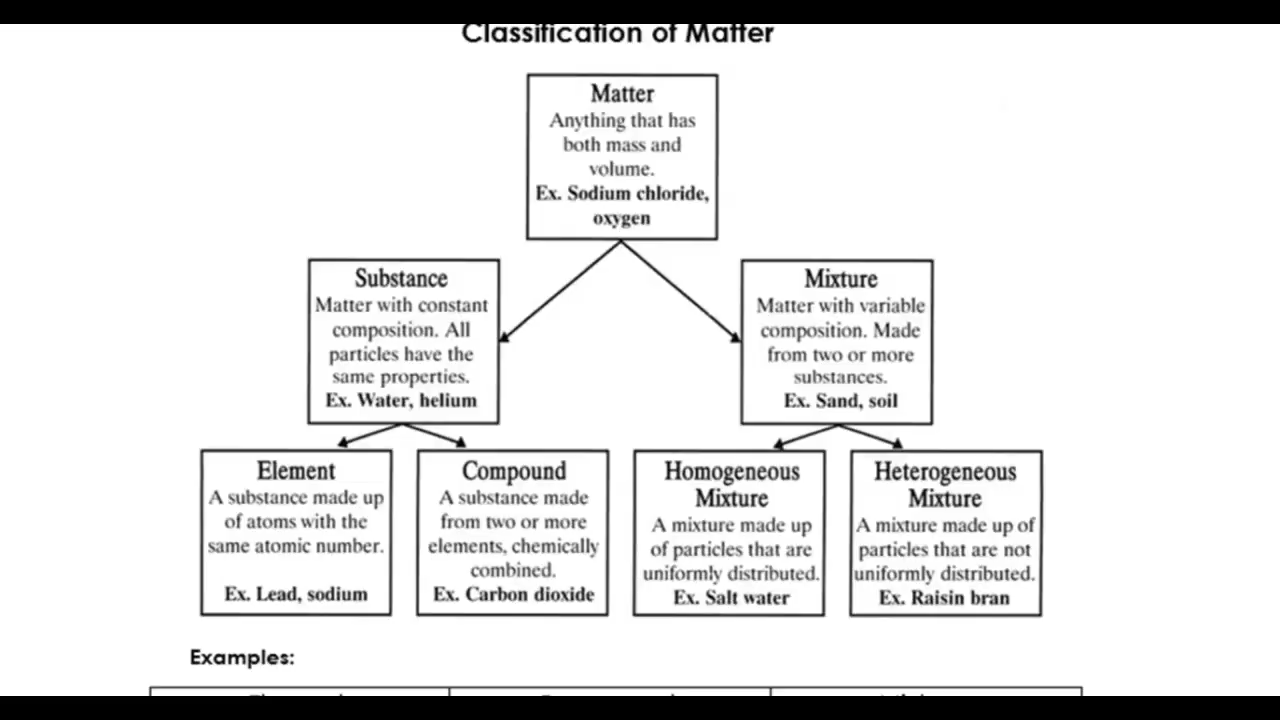 Classification of Matter
Matter
Anything that has
both mass and
volume.
Ex. Sodium chloride,
oxygen
Substance
Matter with constant
composition. All
particles have the
same properties.
Ex. Water, helium
Mixture
Matter with variable
composition. Made
from two or more
substances.
Ex. Sand, soil
Element
A substance made up
of atoms with the
same atomic number.
Ex. Lead, sodium
Compound
A substance made
from two or more
elements, chemically
combined.
Ex. Carbon dioxide
Homogeneous
Mixture
A mixture made up
of particles that are
uniformly distributed.
Ex. Salt water
Heterogeneous
Mixture
A mixture made up of
particles that are not
uniformly distributed.
Ex. Raisin bran
Examples: